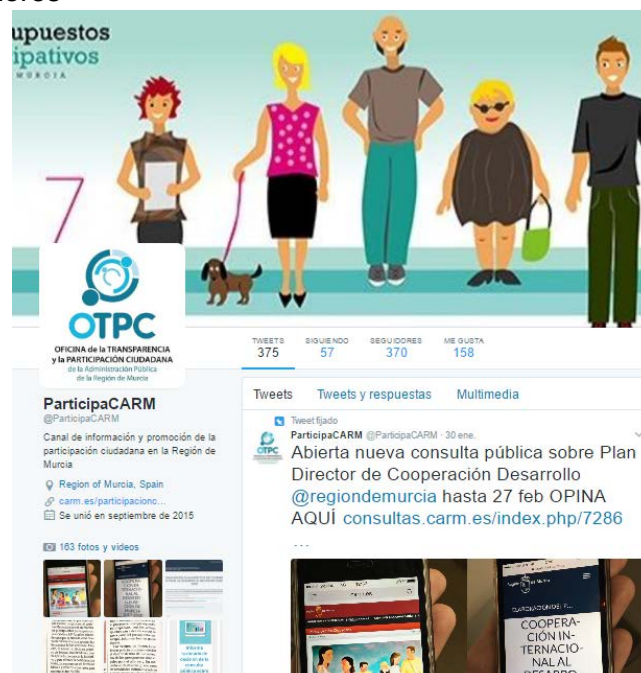 upuestos
ipativos
MURCIA
7
OTPC
OFICINA de la TRANSPARENCIA
y la PARTICIPACIÓN CIUDADANA
de la Administración Pública
de la Región de Murcia
TWEETS SIGUIENDO SEGUIDORES ME GUSTA
375 57 370 158
ParticipaCARM
@ParticipaCARM
Canal de información y promoción de la
participación ciudadana en la Región de
Murcia
Region of Murcia, Spain
carm.es/participacionc...
Se unió en septiembre de 2015
163 fotos y videos
Tweets Tweets y respuestas Multimedia
Tweet fijado
ParticipaCARM @ParticipaCARM · 30 ene.
OTPC
Abierta nueva consulta pública sobre Plan
Director de Cooperación Desarrollo
@regiondemurcia hasta 27 feb OPINA
AQUÍ consultas.carm.es/index.php/7286
...
COOPERA-
CIÓN IN-
TERNACIO-
NAL AL